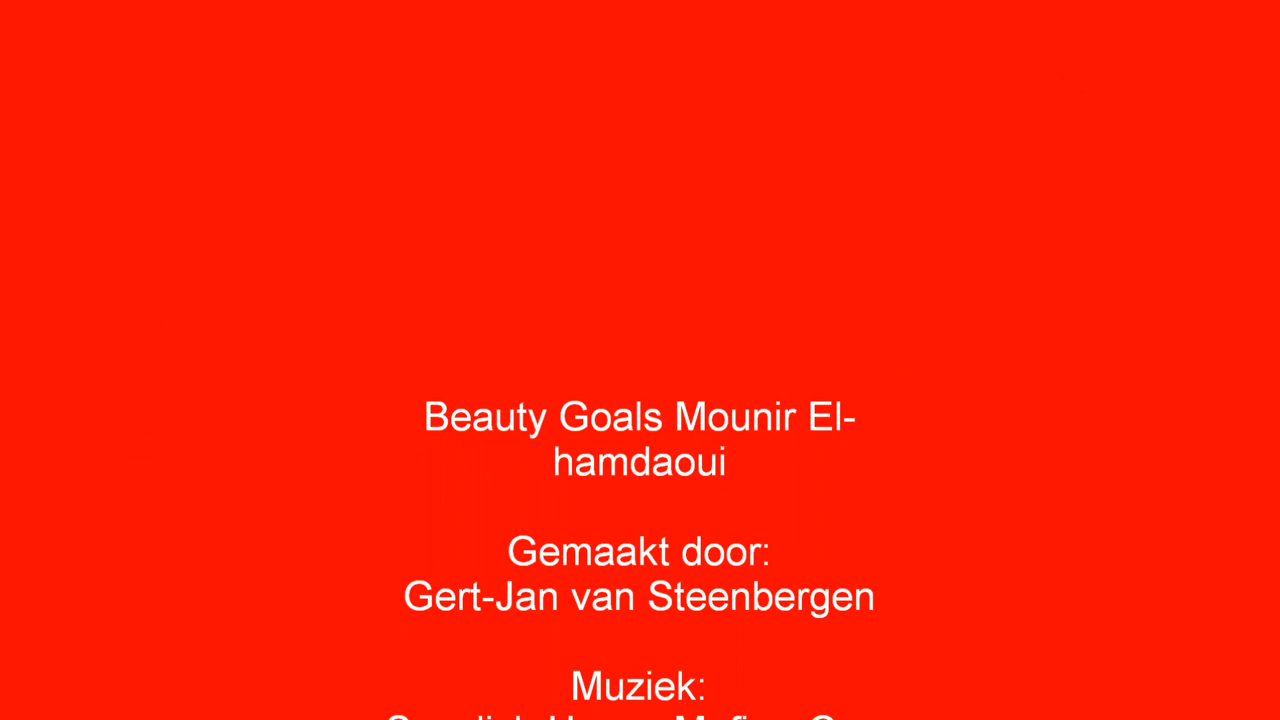 Beauty Goals Mounir El-
hamdaoui
Gemaakt door:
Gert-Jan van Steenbergen
Muziek: